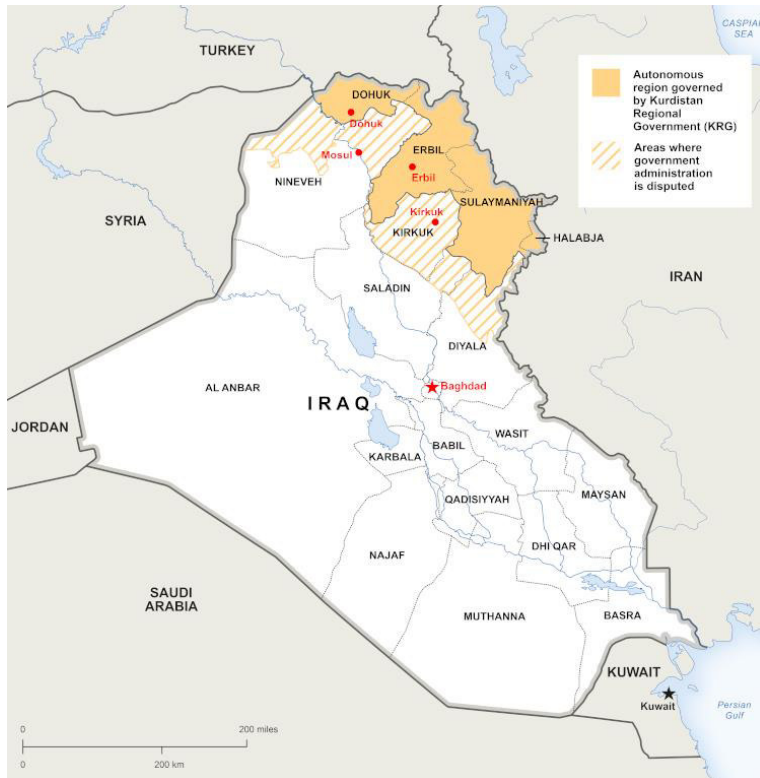 CASPIAN
SEA
TURKEY
Autonomous
region governed
by Kurdistan
Regional
Government (KRG)
Areas where
government
administration
is disputed
DOHUK
Dohuk
ERBIL
Mosul
Erbil
NINEVEH
SULAYMANIYAH
Kirkuk
KIRKUK
SYRIA
HALABJA
IRAN
SALADIN
DIYALA
AL ANBAR
Baghdad
IRAQ
JORDAN
WASIT
BABIL
KARBALA
MAYSAN
QADISIYYAH
DHI QAR
NAJAF
SAUDI
ARABIA
MUTHANNA
BASRA
KUWAIT
Kuwait
Persian
Gulf
0
200 miles
0
200 km